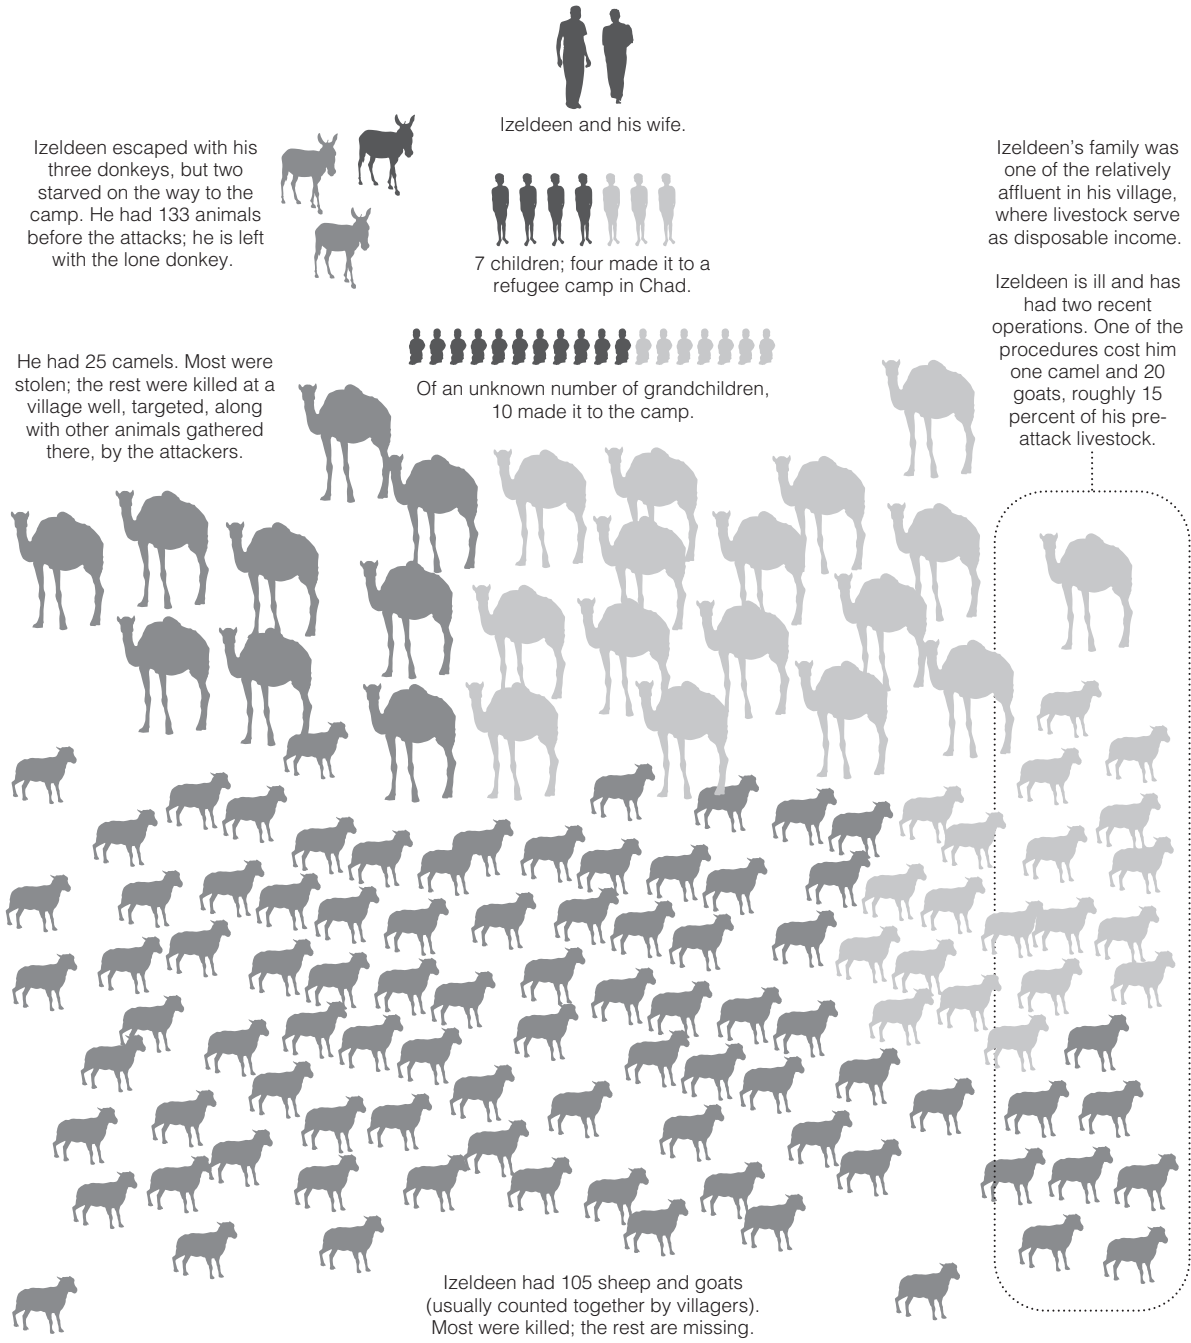 Izeldeen and his wife.
Izeldeen escaped with his
three donkeys, but two
starved on the way to the
camp. He had 133 animals
before the attacks; he is left
with the lone donkey.
7 children; four made it to a
refugee camp in Chad.
Izeldeen’s family was
one of the relatively
affluent in his village,
where livestock serve
as disposable income.
Izeldeen is ill and has
had two recent
operations. One of the
procedures cost him
one camel and 20
goats, roughly 15
percent of his pre-
attack livestock.
He had 25 camels. Most were
stolen; the rest were killed at a
village well, targeted, along
with other animals gathered
there, by the attackers.
Of an unknown number of grandchildren,
10 made it to the camp.
Izeldeen had 105 sheep and goats
(usually counted together by villagers).
Most were killed; the rest are missing.